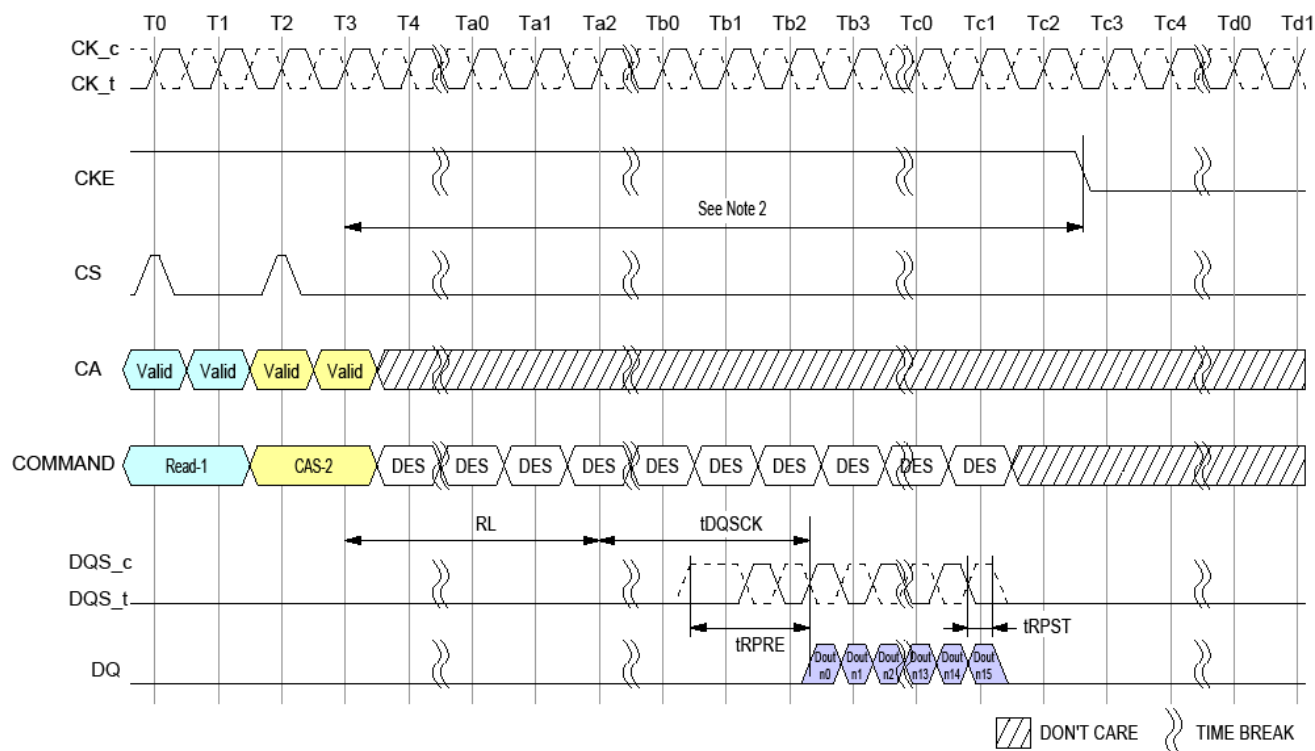 T0 T1 T2 T3 T4 Ta0 Ta1 Ta2 Tb0 Tb1 Tb2 Tb3 Tc0 Tc1 Tc2 Tc3 Tc4 Td0 Td1
CK_c
CK_t
CKE
See Note 2
CS
CA Valid Valid Valid Valid
COMMAND Read-1 CAS-2 DES DES DES DES DES DES DES DES DES DES
RL tDQSCK
DQS_c
DQS_t
tRPRE tRPST
DQ Dout n0 Dout n1 Dout n2 Dout n13 Dout n14 Dout n15
DON'T CARE TIME BREAK